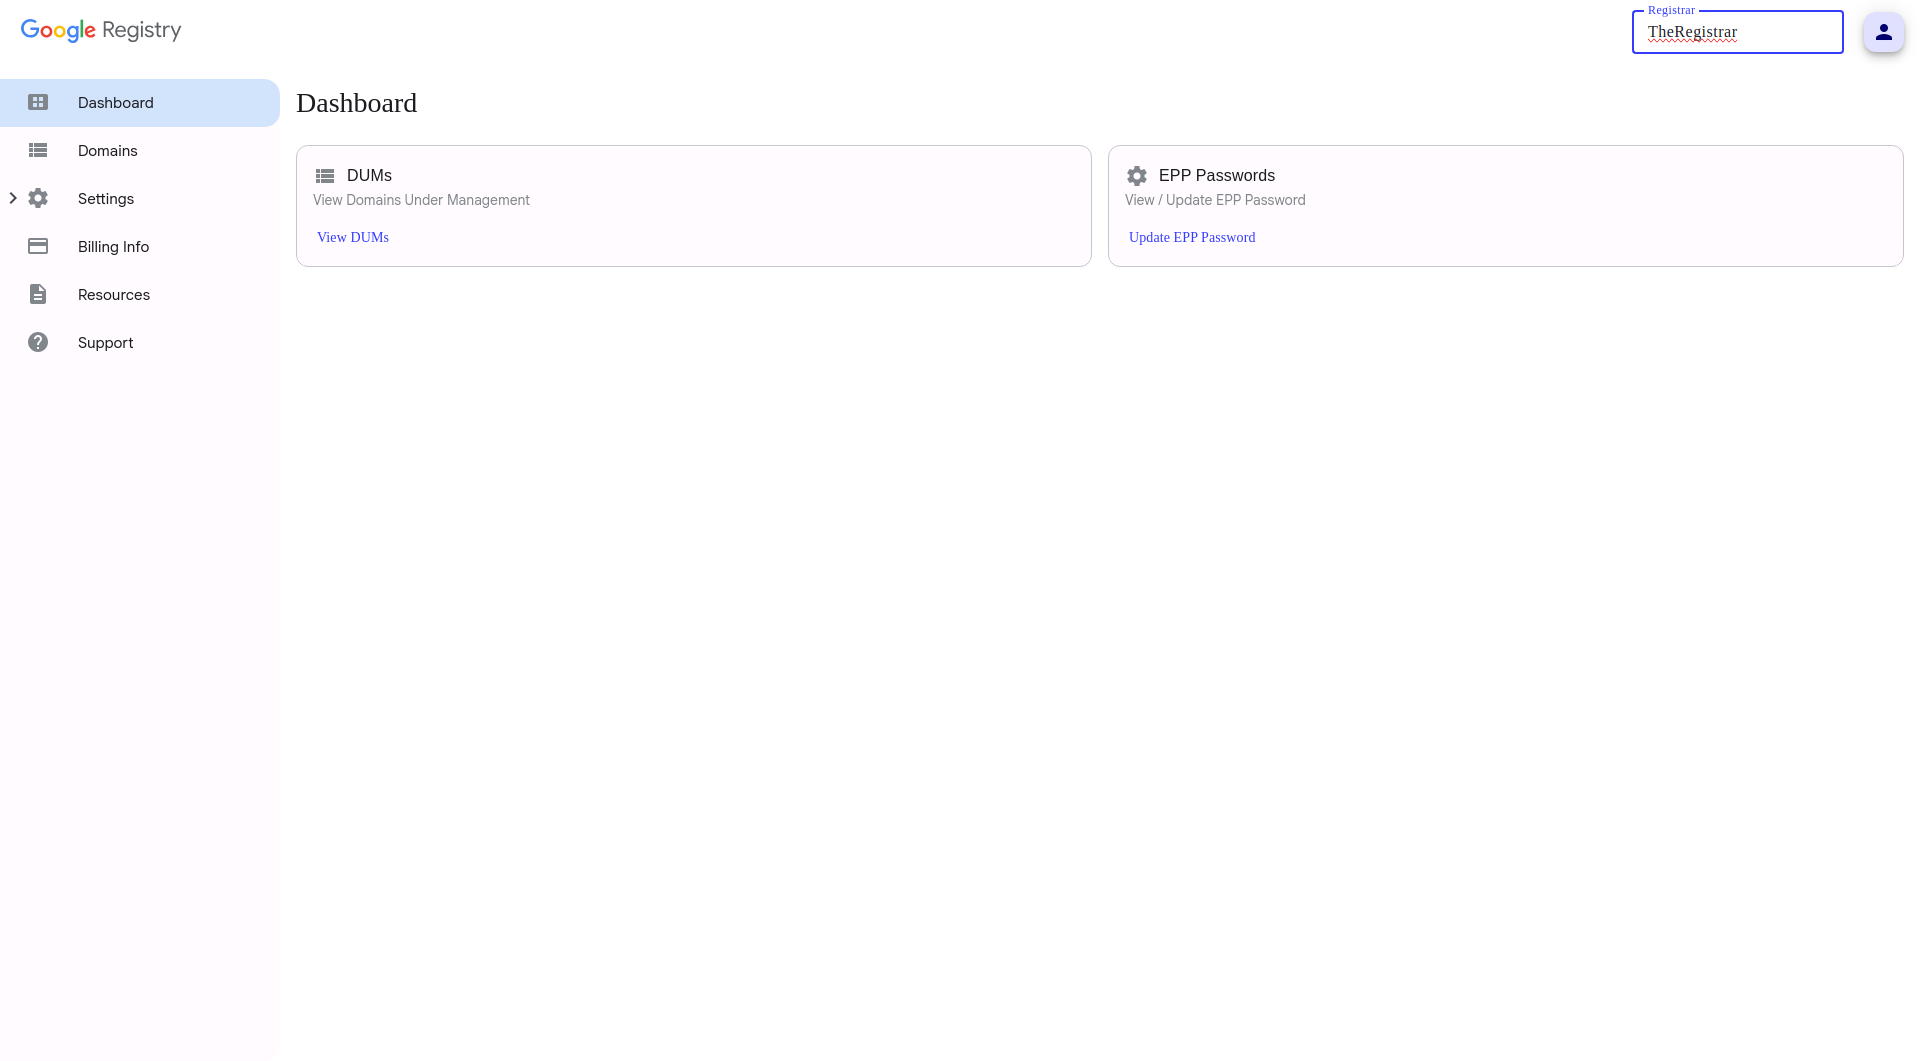 Google Registry
Registrar
TheRegistrar
Dashboard
Domains
Settings
Billing Info
Resources
Support
Dashboard
DUMs
View Domains Under Management
View DUMs
EPP Passwords
View / Update EPP Password
Update EPP Password